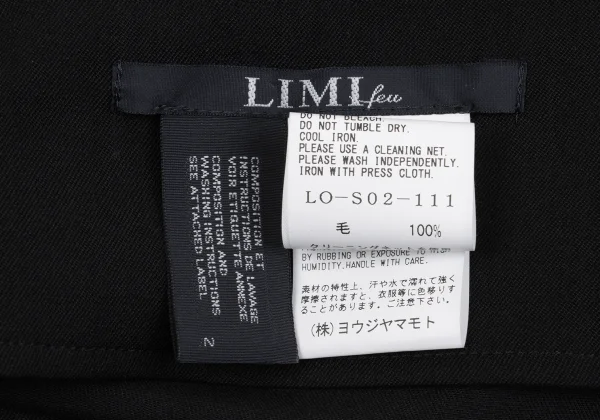 LIMI feu
DO NOT BLEACH.
DO NOT TUMBLE DRY.
COOL IRON.
PLEASE USE A CLEANING NET.
PLEASE WASH INDEPENDENTLY.
IRON WITH PRESS CLOTH.
LO-S02-111
毛 100%
BY RUBBING OR EXPOSURE
HUMIDITY.HANDLE WITH CARE.
素材の特性上、汗や水で濡れて強く
摩擦されますと、衣服等に色移りす
ることがあります。ご注意下さい。
(株)ヨウジヤマモト
COMPOSITION ET
INSTRUCTIONS DE LAVAGE
VOIR ETIQUETTE ANNEXE
COMPOSITION AND
WASHING INSTRUCTIONS
SEE ATTACHED LABEL
2